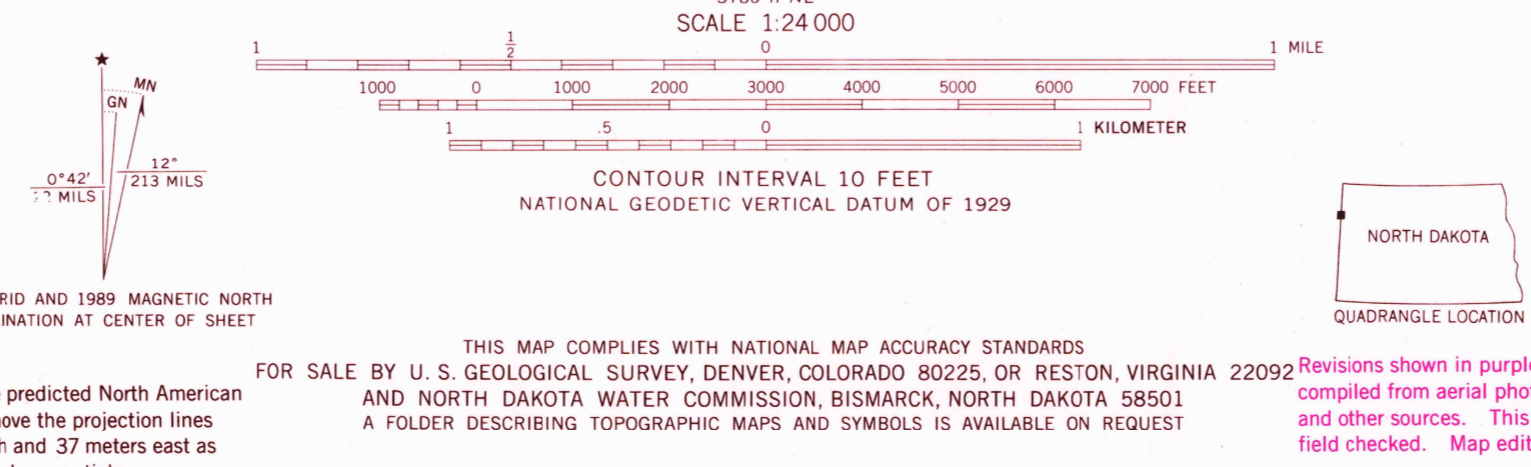 SCALE 1:24 000
1 1/2 0 1 MILE
1000 0 1000 2000 3000 4000 5000 6000 7000 FEET
1 .5 0 1 KILOMETER
CONTOUR INTERVAL 10 FEET
NATIONAL GEODETIC VERTICAL DATUM OF 1929
MN
GN
0°42′
MILS
12°
213 MILS
RID AND 1989 MAGNETIC NORTH
INATION AT CENTER OF SHEET
NORTH DAKOTA
QUADRANGLE LOCATION
THIS MAP COMPLIES WITH NATIONAL MAP ACCURACY STANDARDS
FOR SALE BY U. S. GEOLOGICAL SURVEY, DENVER, COLORADO 80225, OR RESTON, VIRGINIA 22092
AND NORTH DAKOTA WATER COMMISSION, BISMARCK, NORTH DAKOTA 58501
A FOLDER DESCRIBING TOPOGRAPHIC MAPS AND SYMBOLS IS AVAILABLE ON REQUEST
predicted North American
ove the projection lines
h and 37 meters east as
Revisions shown in purple
compiled from aerial phot
and other sources. This
field checked. Map edit